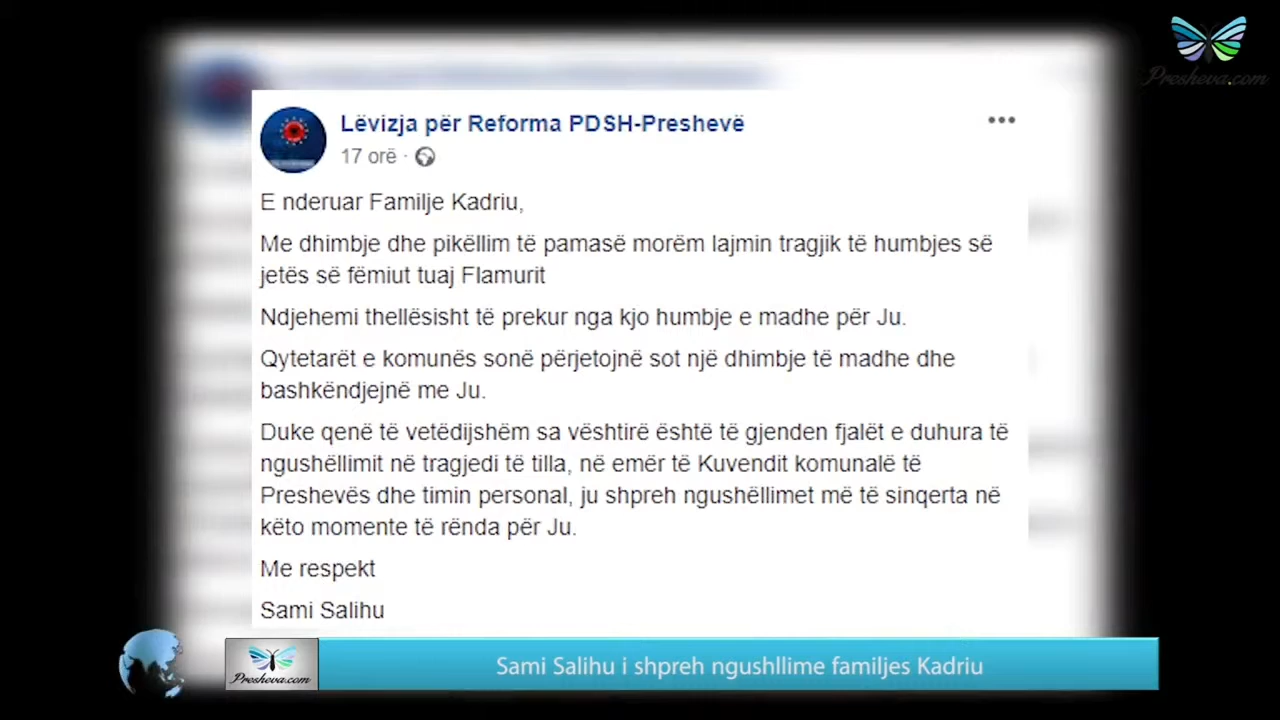 Presheva.com
Lëvizja për Reforma PDSH-Preshevë
17 orë ·
E nderuar Familje Kadriu,
Me dhimbje dhe pikëllim të pamasë morëm lajmin tragjik të humbjes së
jetës së fëmiut tuaj Flamurit
Ndjehemi thellësisht të prekur nga kjo humbje e madhe për Ju.
Qytetarët e komunës sonë përjetojnë sot një dhimbje të madhe dhe
bashkëndjejnë me Ju.
Duke qenë të vetëdijshëm sa vështirë është të gjenden fjalët e duhura të
ngushëllimit në tragjedi të tilla, në emër të Kuvendit komunalë të
Preshevës dhe timin personal, ju shpreh ngushëllimet më të sinqerta në
këto momente të rënda për Ju.
Me respekt
Sami Salihu
Presheva.com
Sami Salihu i shpreh ngushllime familjes Kadriu